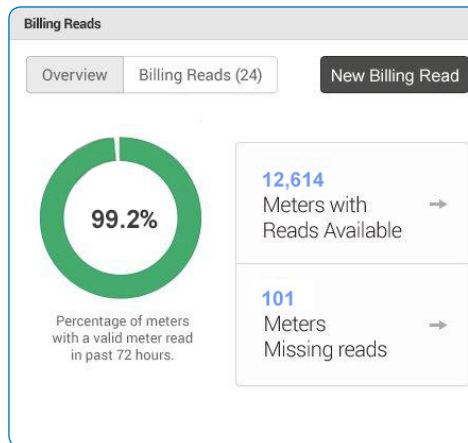 Billing Reads
Overview
Billing Reads (24)
New Billing Read
99.2%
Percentage of meters
with a valid meter read
in past 72 hours.
12,614
Meters with
Reads Available
101
Meters
Missing reads